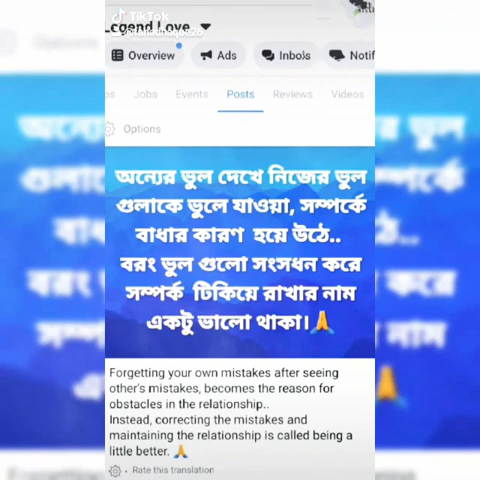 TikTok
Legend Love
Overview Ads Inbols Notif
Jobs Events Posts Reviews Videos
Options
অন্যের ভুল দেখে নিজের ভুল
গুলাকে ভুলে যাওয়া, সম্পর্কে
বাধার কারণ হয়ে উঠে..
বরং ভুল গুলো সংসধন করে
সম্পর্ক টিকিয়ে রাখার নাম
একটু ভালো থাকা।🙏
Forgetting your own mistakes after seeing
other's mistakes, becomes the reason for
obstacles in the relationship..
Instead, correcting the mistakes and
maintaining the relationship is called being a
little better. 🙏
Rate this translation